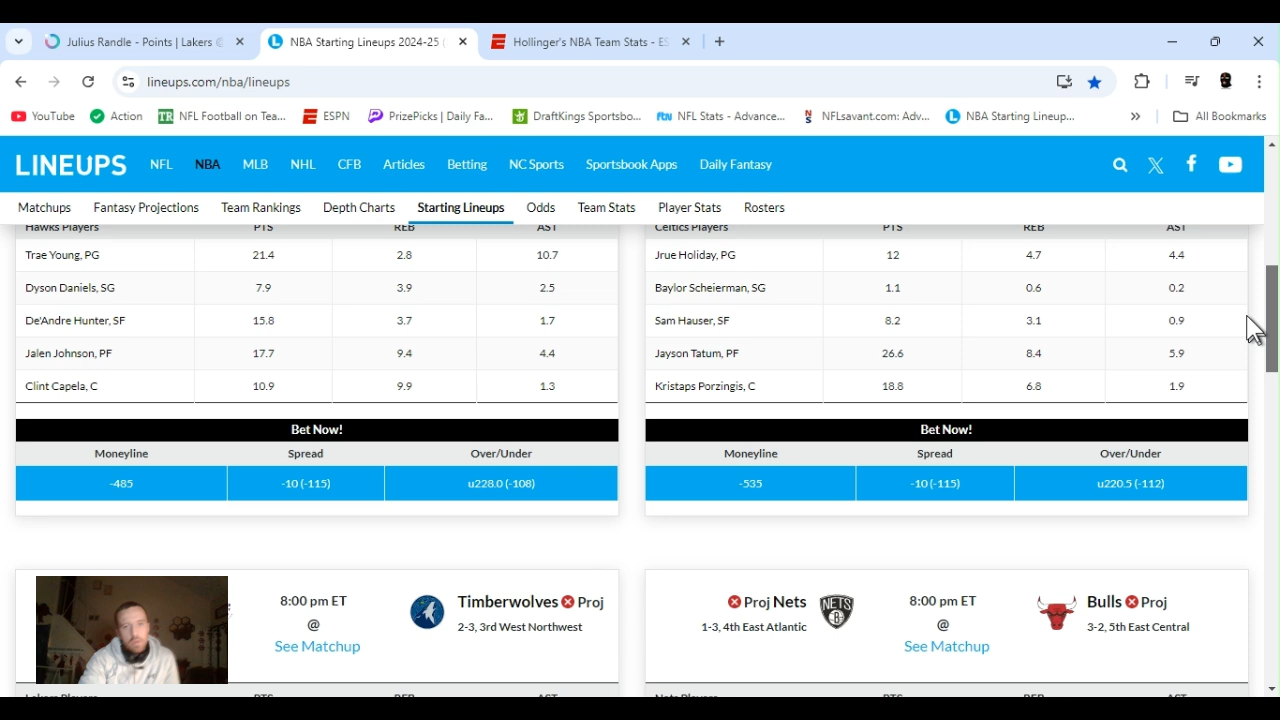 Julius Randle - Points | Lakers
NBA Starting Lineups 2024-25
Hollinger's NBA Team Stats - ES
lineups.com/nba/lineups
YouTube Action NFL Football on Tea... ESPN PrizePicks | Daily Fa... DraftKings Sportsbo... NFL Stats - Advance... NFLsavant.com: Adv... NBA Starting Lineup... » All Bookmarks
LINEUPS NFL NBA MLB NHL CFB Articles Betting NC Sports Sportsbook Apps Daily Fantasy
Matchups Fantasy Projections Team Rankings Depth Charts Starting Lineups Odds Team Stats Player Stats Rosters
Hawks Players PTS REB AST
Trae Young, PG 21.4 2.8 10.7
Dyson Daniels, SG 7.9 3.9 2.5
De'Andre Hunter, SF 15.8 3.7 1.7
Jalen Johnson, PF 17.7 9.4 4.4
Clint Capela, C 10.9 9.9 1.3
Bet Now!
Moneyline Spread Over/Under
-485 -10 (-115) u228.0 (-108)
Celtics Players PTS REB AST
Jrue Holiday, PG 12 4.7 4.4
Baylor Scheierman, SG 1.1 0.6 0.2
Sam Hauser, SF 8.2 3.1 0.9
Jayson Tatum, PF 26.6 8.4 5.9
Kristaps Porzingis, C 18.8 6.8 1.9
Bet Now!
Moneyline Spread Over/Under
-535 -10 (-115) u220.5 (-112)
8:00 pm ET
@
See Matchup
Timberwolves Proj
2-3, 3rd West Northwest
Lakers Players PTS REB AST
Proj Nets
1-3, 4th East Atlantic
NETS
8:00 pm ET
@
See Matchup
Bulls Proj
3-2, 5th East Central
Nets Players PTS REB AST